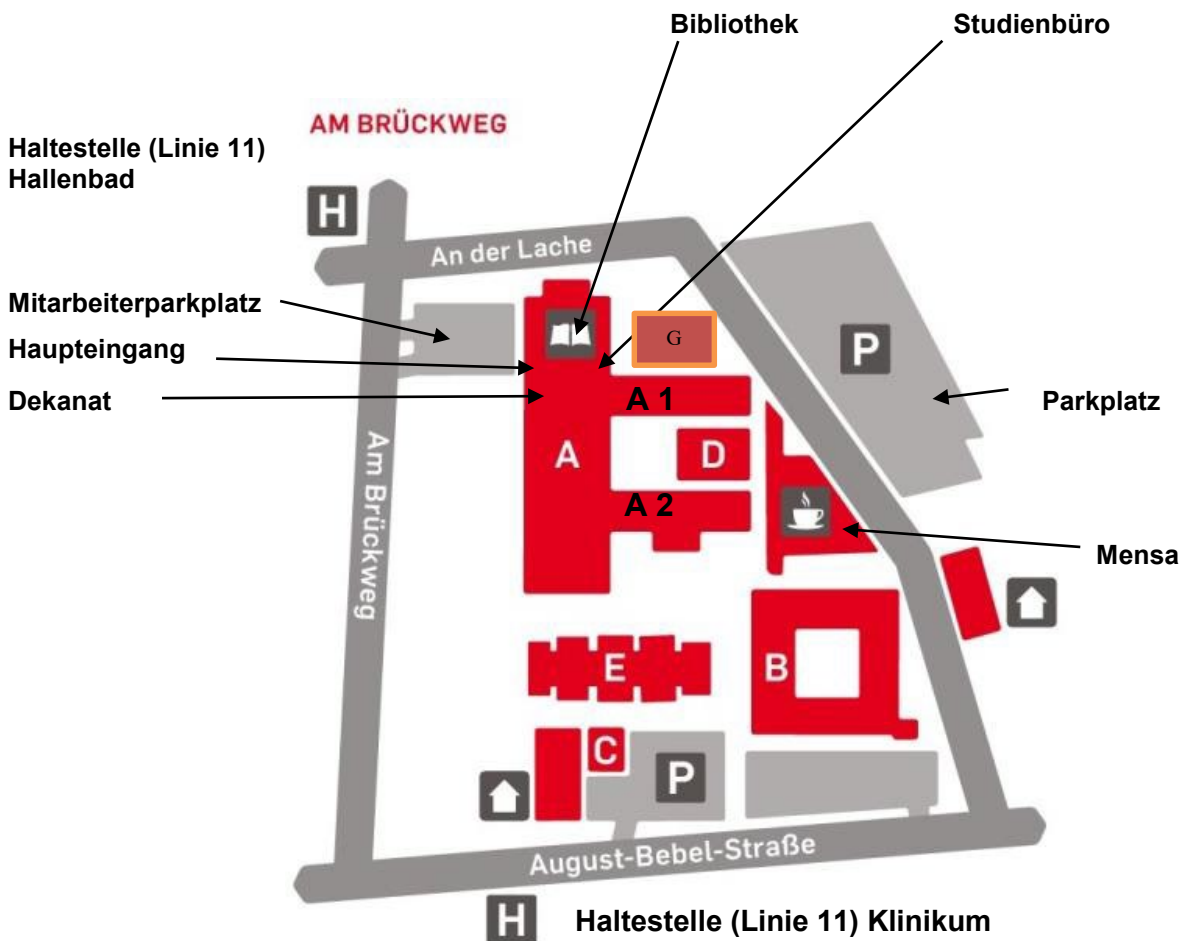 Bibliothek
Studienbüro
AM BRÜCKWEG
Haltestelle (Linie 11)
Hallenbad
H
An der Lache
Mitarbeiterparkplatz
G
P
Haupteingang
Dekanat
A 1
Parkplatz
Am Brückweg
A
D
A 2
Mensa
E
B
C
P
August-Bebel-Straße
H
Haltestelle (Linie 11) Klinikum